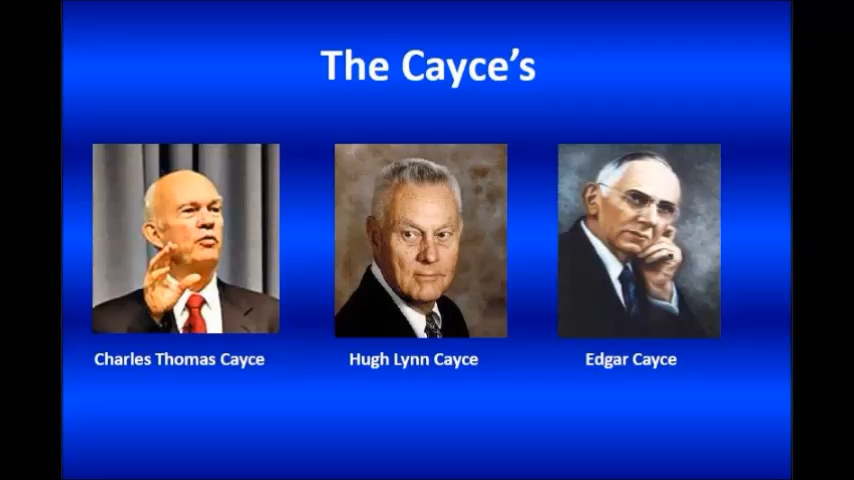 The Cayce’s
Charles Thomas Cayce
Hugh Lynn Cayce
Edgar Cayce